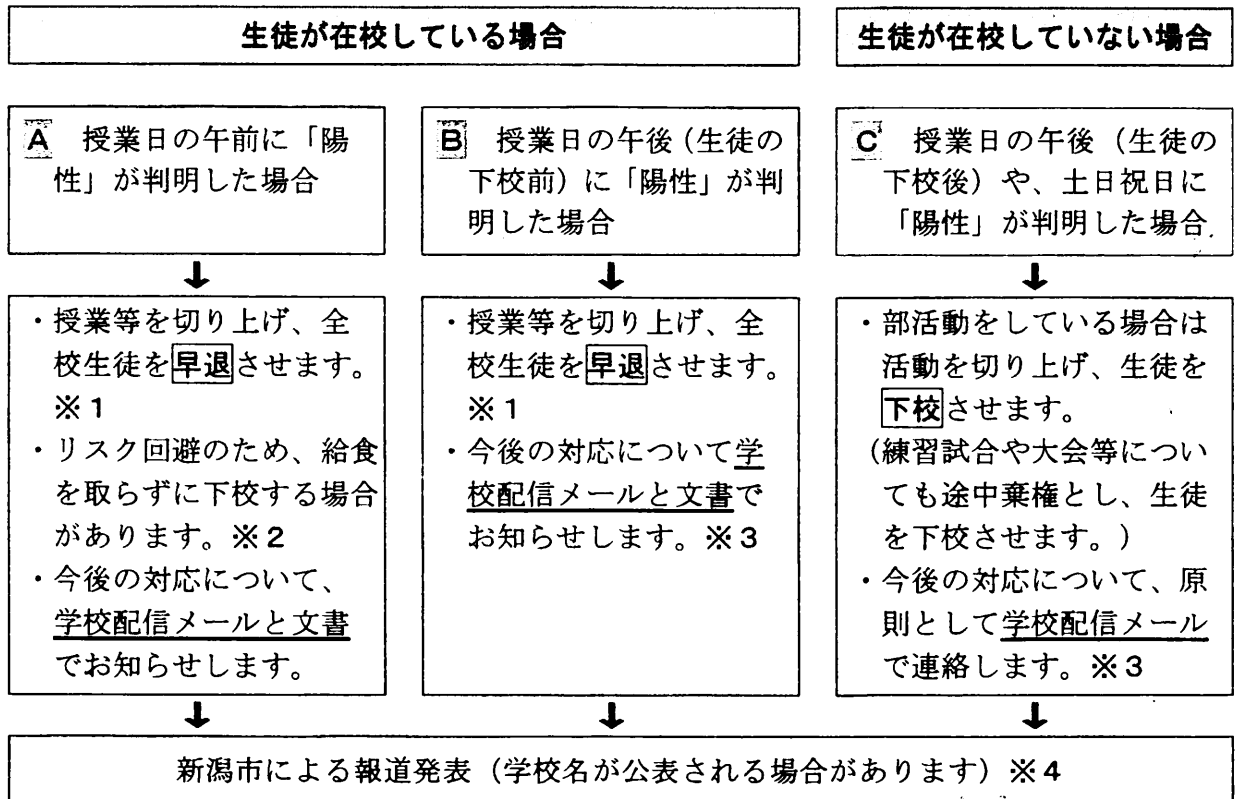 生徒が在校している場合
生徒が在校していない場合
A 授業日の午前に「陽
性」が判明した場合
B 授業日の午後（生徒の
下校前）に「陽性」が判
明した場合
C 授業日の午後（生徒の
下校後）や、土日祝日に
「陽性」が判明した場合
↓
↓
↓
・授業等を切り上げ、全
校生徒を早退させます。
※1
・リスク回避のため、給食
を取らずに下校する場合
があります。※2
・今後の対応について、
学校配信メールと文書
でお知らせします。
・授業等を切り上げ、全
校生徒を早退させます。
※1
・今後の対応について学
校配信メールと文書で
お知らせします。※3
・部活動をしている場合は
活動を切り上げ、生徒を
下校させます。
（練習試合や大会等につい
ても途中棄権とし、生徒
を下校させます。）
・今後の対応について、原
則として学校配信メール
で連絡します。※3
↓
↓
↓
新潟市による報道発表（学校名が公表される場合があります）※4